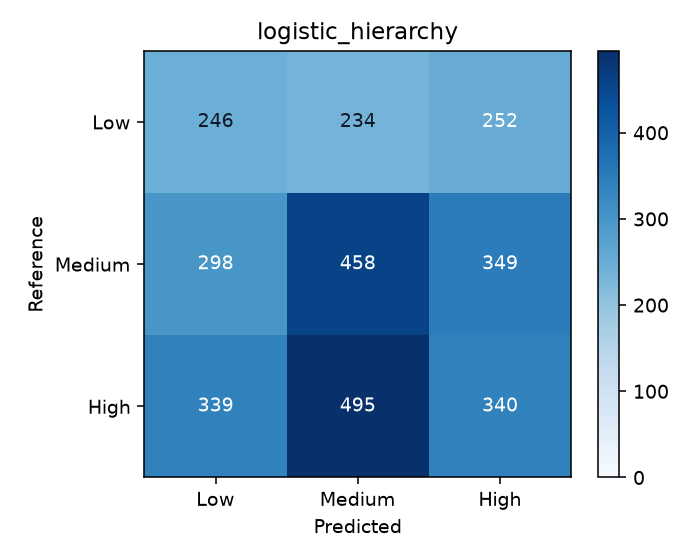 logistic_hierarchy
Low 246 234 252
Medium 298 458 349
High 339 495 340
Low Medium High
Predicted
Reference
400
300
200
100
0